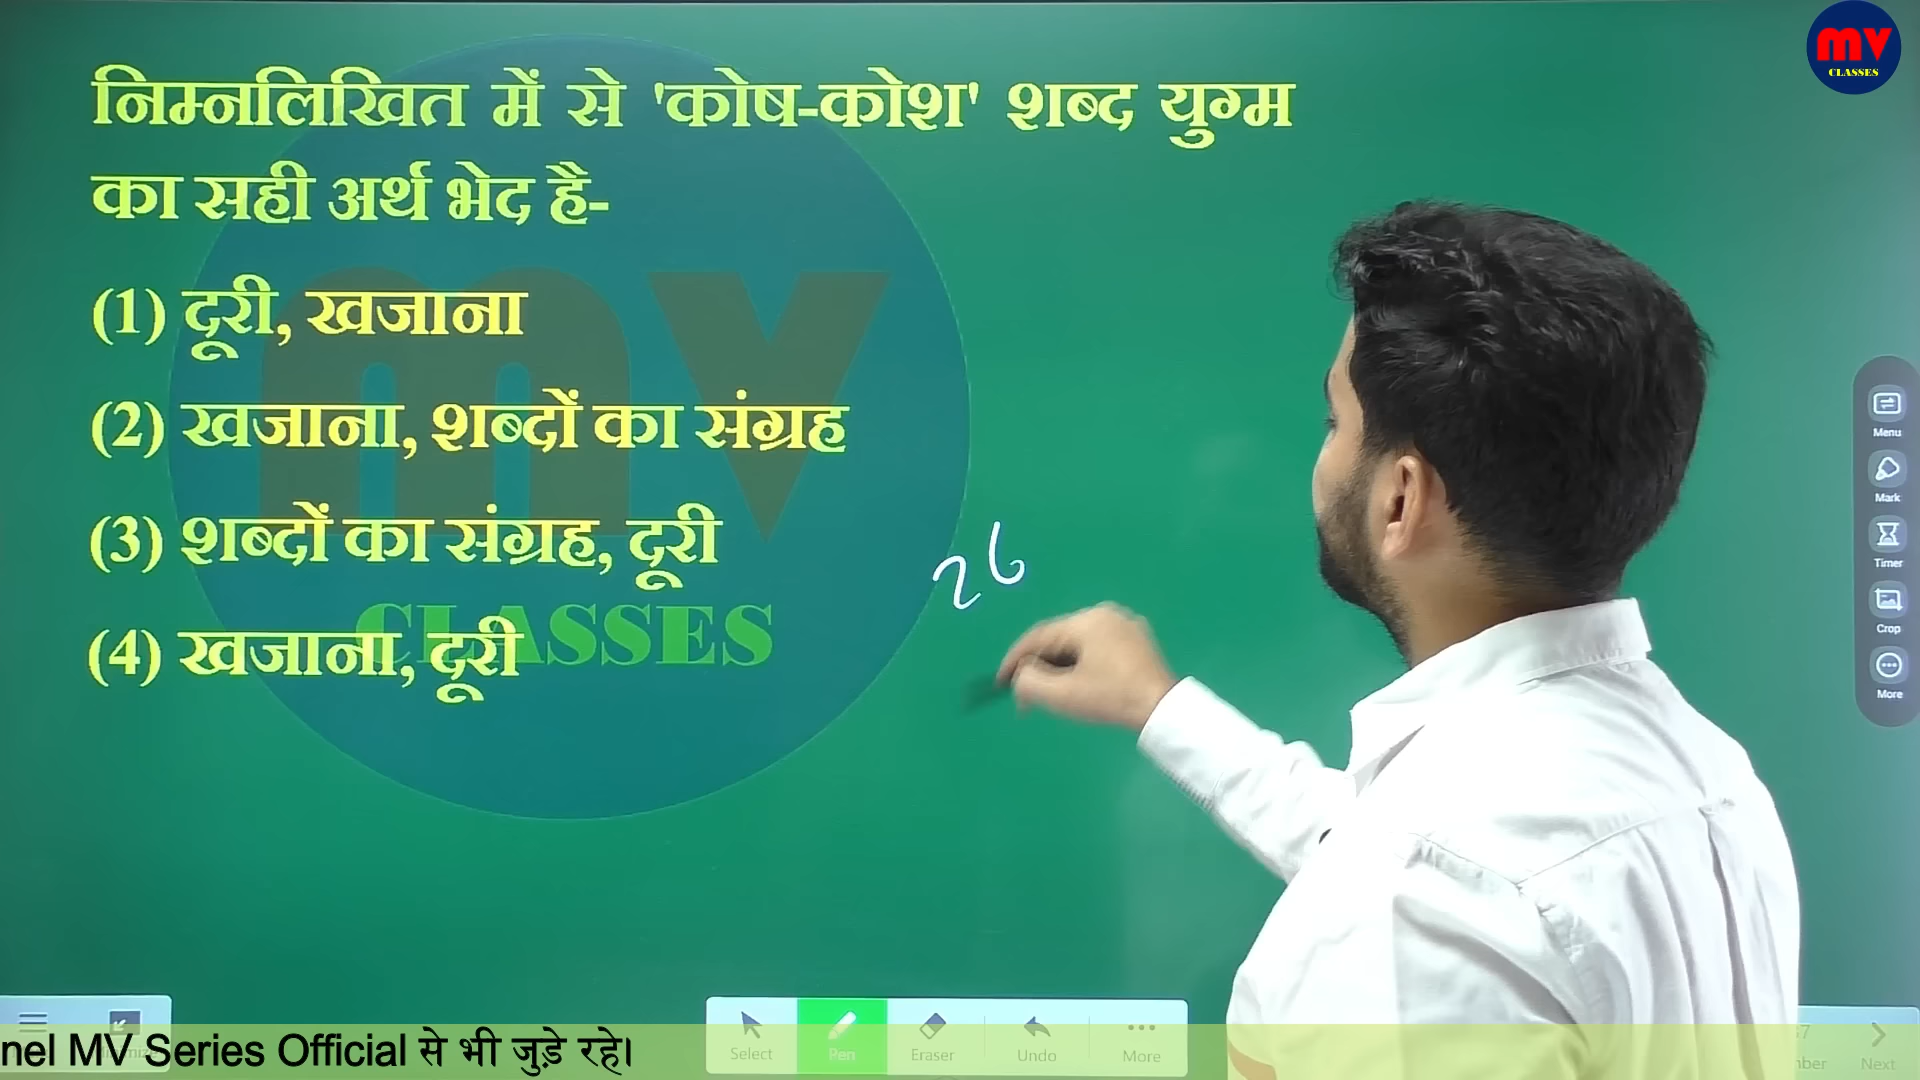 MV
CLASSES
निम्नलिखित में से 'कोष-कोश' शब्द युग्म
का सही अर्थ भेद है-
(1) दूरी, खजाना
(2) खजाना, शब्दों का संग्रह
(3) शब्दों का संग्रह, दूरी
(4) खजाना, दूरी
mv
CLASSES
26
Menu
Mark
Timer
Crop
More
Select
Pen
Eraser
Undo
More
Next
nel MV Series Official से भी जुड़े रहे।